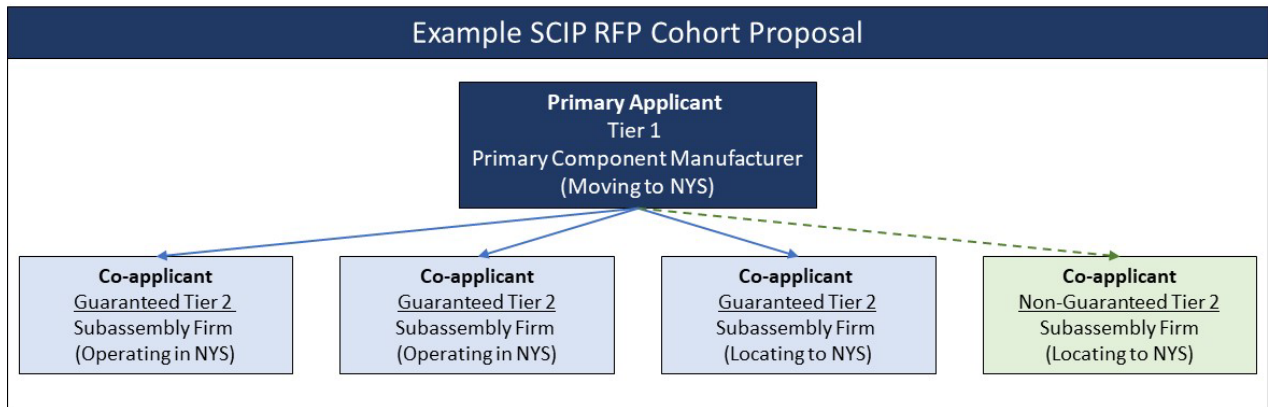 Example SCIP RFP Cohort Proposal
Primary Applicant
Tier 1
Primary Component Manufacturer
(Moving to NYS)
Co-applicant
Guaranteed Tier 2
Subassembly Firm
(Operating in NYS)
Co-applicant
Guaranteed Tier 2
Subassembly Firm
(Operating in NYS)
Co-applicant
Guaranteed Tier 2
Subassembly Firm
(Locating to NYS)
Co-applicant
Non-Guaranteed Tier 2
Subassembly Firm
(Locating to NYS)